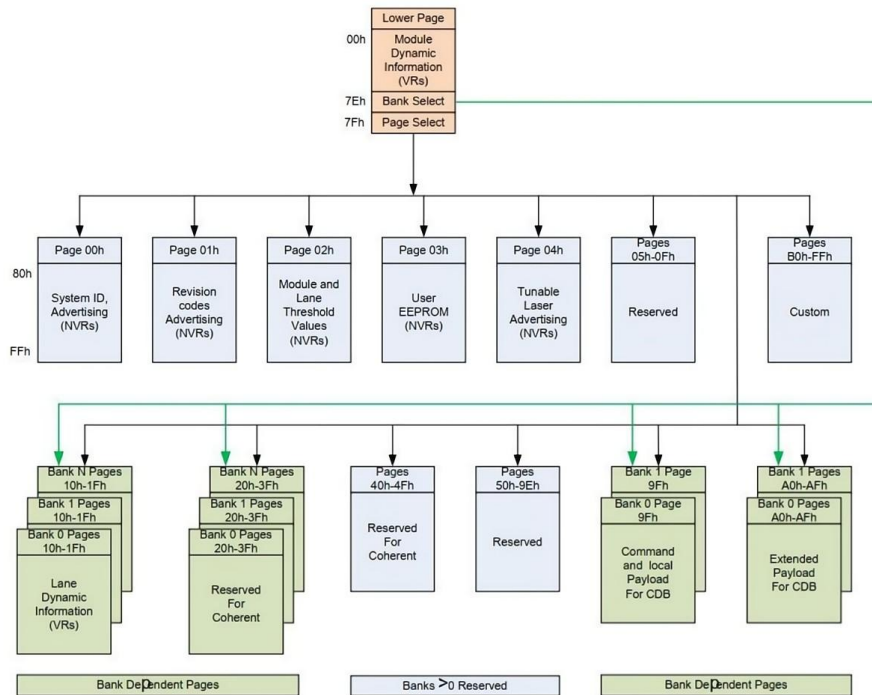 Lower Page
00h
Module
Dynamic
Information
(VRs)
7Eh
Bank Select
7Fh
Page Select
Page 00h
Page 01h
Page 02h
Page 03h
Page 04h
Pages
05h-0Fh
Pages
B0h-FFh
80h
System ID,
Advertising
(NVRs)
Revision
codes
Advertising
(NVRs)
Module and
Lane
Threshold
Values
(NVRs)
User
EEPROM
(NVRs)
Tunable
Laser
Advertising
(NVRs)
Reserved
Custom
FFh
Bank N Pages
10h-1Fh
Bank 1 Pages
10h-1Fh
Bank 0 Pages
10h-1Fh
Lane
Dynamic
Information
(VRs)
Bank N Pages
20h-3Fh
Bank 1 Pages
20h-3Fh
Bank 0 Pages
20h-3Fh
Reserved
For
Coherent
Pages
40h-4Fh
Reserved
For
Coherent
Pages
50h-9Eh
Reserved
Bank 1 Page
9Fh
Bank 0 Page
9Fh
Command
and local
Payload
For CDB
Bank 1 Pages
A0h-AFh
Bank 0 Pages
A0h-AFh
Extended
Payload
For CDB
Bank Dependent Pages
Banks >0 Reserved
Bank Dependent Pages